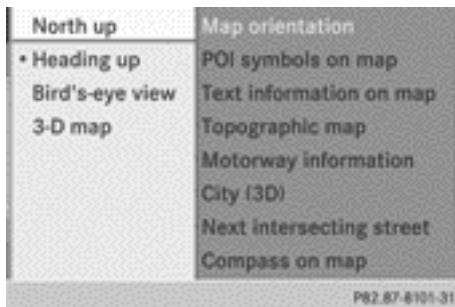 North up
• Heading up
Bird's-eye view
3-D map
Map orientation
POI symbols on map
Text information on map
Topographic map
Motorway information
City (3D)
Next intersecting street
Compass on map
P82.87-8101-31